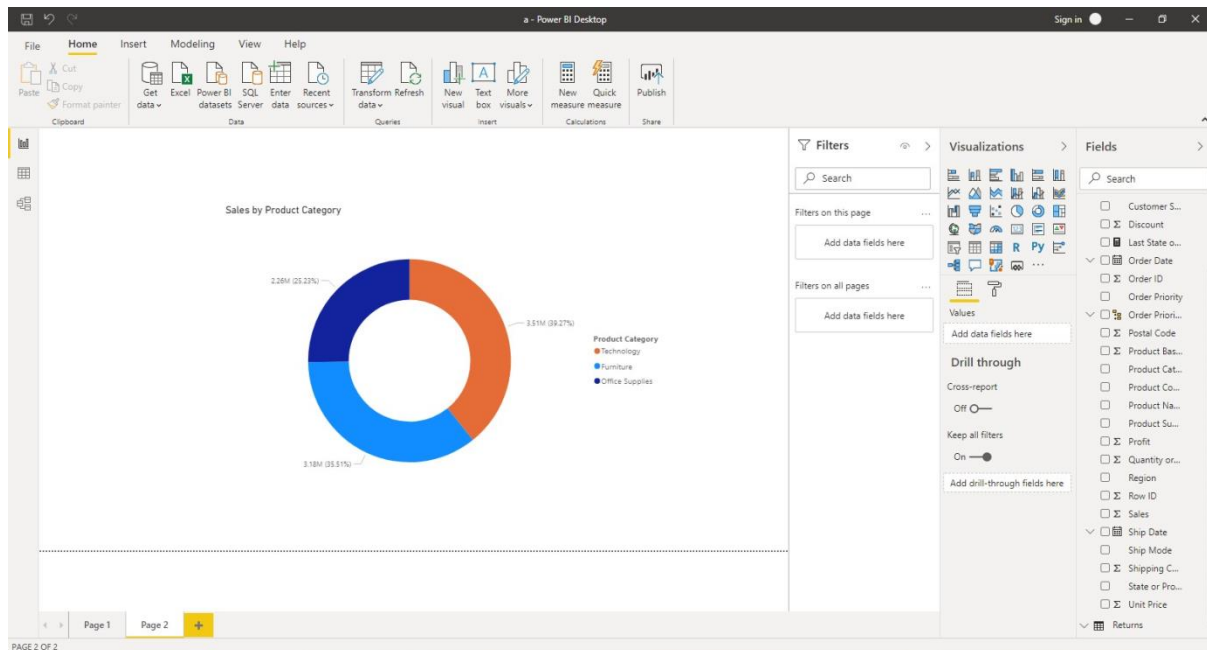 a - Power BI Desktop
Sign in
File Home Insert Modeling View Help
Paste
Cut
Copy
Format painter
Clipboard
Get data
Excel
Power BI datasets
SQL Server
Enter data
Recent sources
Data
Transform data
Refresh
Queries
New visual
Text box
More visuals
Insert
New measure
Quick measure
Calculations
Publish
Share
Sales by Product Category
2.26M (25.23%)
3.51M (39.27%)
3.18M (35.51%)
Product Category
Technology
Furniture
Office Supplies
Filters
Search
Filters on this page ...
Add data fields here
Filters on all pages ...
Add data fields here
Visualizations
R Py
...
Values
Add data fields here
Drill through
Cross-report
Off
Keep all filters
On
Add drill-through fields here
Fields
Search
Customer S...
Σ Discount
Last State o...
Order Date
Σ Order ID
Order Priority
Order Priori...
Σ Postal Code
Σ Product Bas...
Product Cat...
Product Co...
Product Na...
Product Su...
Σ Profit
Σ Quantity or...
Region
Σ Row ID
Σ Sales
Ship Date
Ship Mode
Σ Shipping C...
State or Pro...
Σ Unit Price
Returns
Page 1 Page 2 +
PAGE 2 OF 2